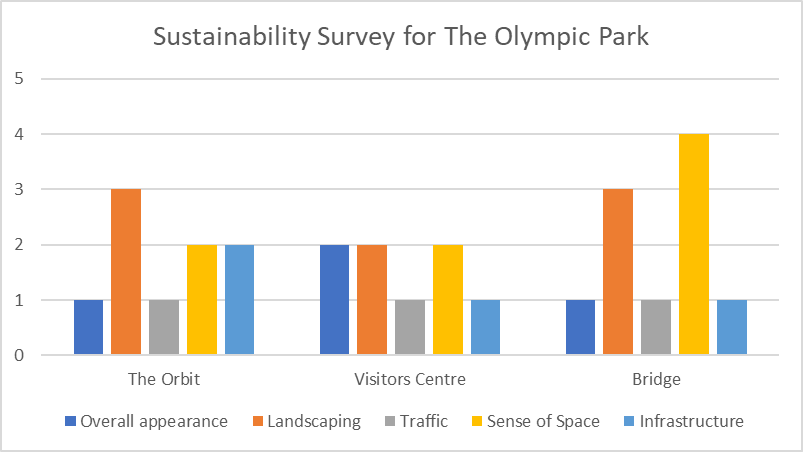 Sustainability Survey for The Olympic Park
5
4
3
2
1
0
The Orbit Visitors Centre Bridge
Overall appearance Landscaping Traffic Sense of Space Infrastructure